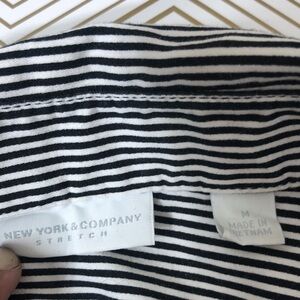 NEW YORK & COMPANY
STRETCH
M
MADE IN
VIETNAM